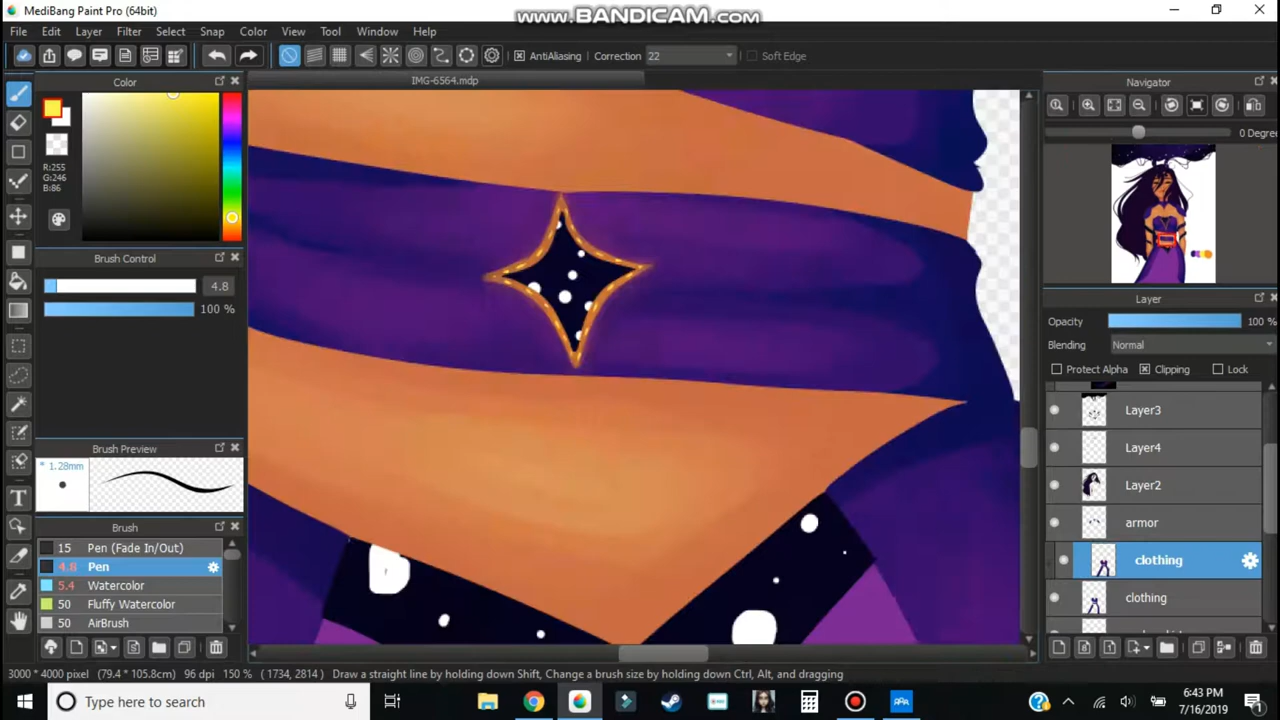 MediBang Paint Pro (64bit)
www.BANDICAM.com
File Edit Layer Filter Select Snap Color View Tool Window Help
AntiAliasing Correction 22 Soft Edge
Color
IMG-6564.mdp
Navigator
0 Degree
R:255
G:246
B:86
Brush Control
4.8
100 %
Layer
Opacity 100 %
Blending Normal
Protect Alpha Clipping Lock
Layer3
Layer4
Brush Preview
* 1.28mm
Layer2
armor
Brush
15 Pen (Fade In/Out)
4.8 Pen
clothing
5.4 Watercolor
50 Fluffy Watercolor
clothing
50 AirBrush
3000 * 4000 pixel (79.4 * 105.8cm) 96 dpi 150 % (1734, 2814) Draw a straight line by holding down Shift, Change a brush size by holding down Ctrl, Alt, and dragging
Type here to search
6:43 PM
7/16/2019